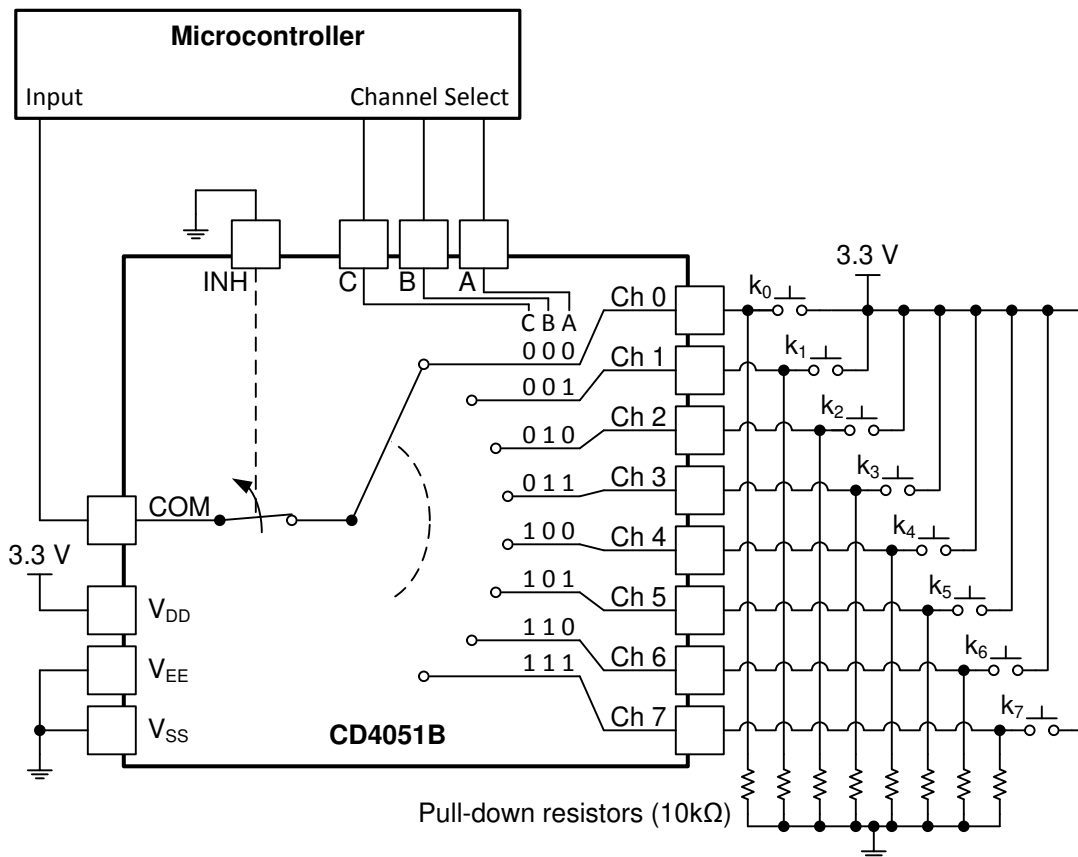 Microcontroller
Input
Channel Select
INH
C
B
A
C B A
3.3 V
k0
Ch 0
0 0 0
k1
Ch 1
0 0 1
k2
Ch 2
0 1 0
k3
Ch 3
0 1 1
COM
k4
Ch 4
1 0 0
3.3 V
k5
Ch 5
1 0 1
VDD
k6
Ch 6
1 1 0
VEE
k7
Ch 7
1 1 1
VSS
CD4051B
Pull-down resistors (10kΩ)